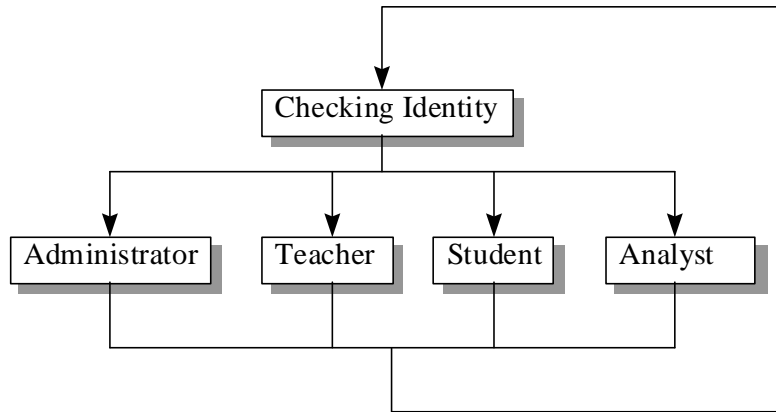 Checking Identity
Administrator
Teacher
Student
Analyst